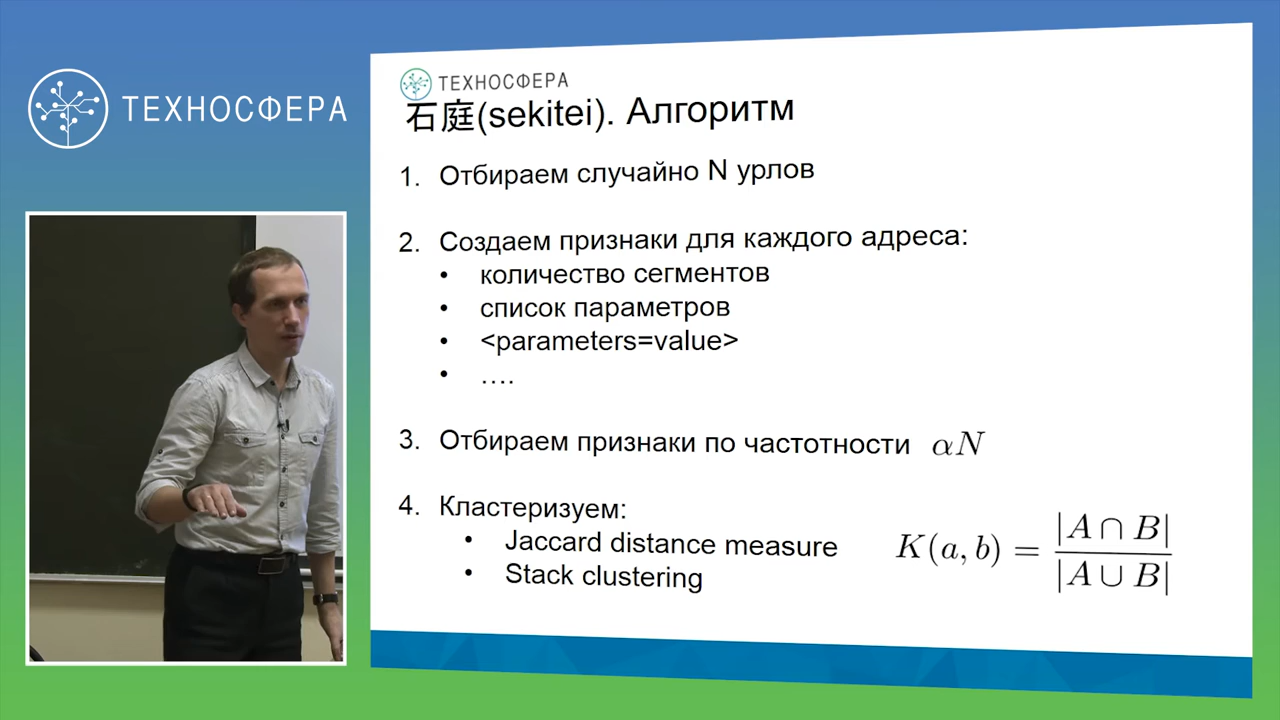 ТЕХНОСФЕРА
ТЕХНОСФЕРА
石庭(sekitei). Алгоритм
1. Отбираем случайно N урлов
2. Создаем признаки для каждого адреса:
• количество сегментов
• список параметров
• <parameters=value>
• ....
3. Отбираем признаки по частотности αN
4. Кластеризуем:
• Jaccard distance measure
• Stack clustering
K(a, b) = |A ∩ B| / |A ∪ B|